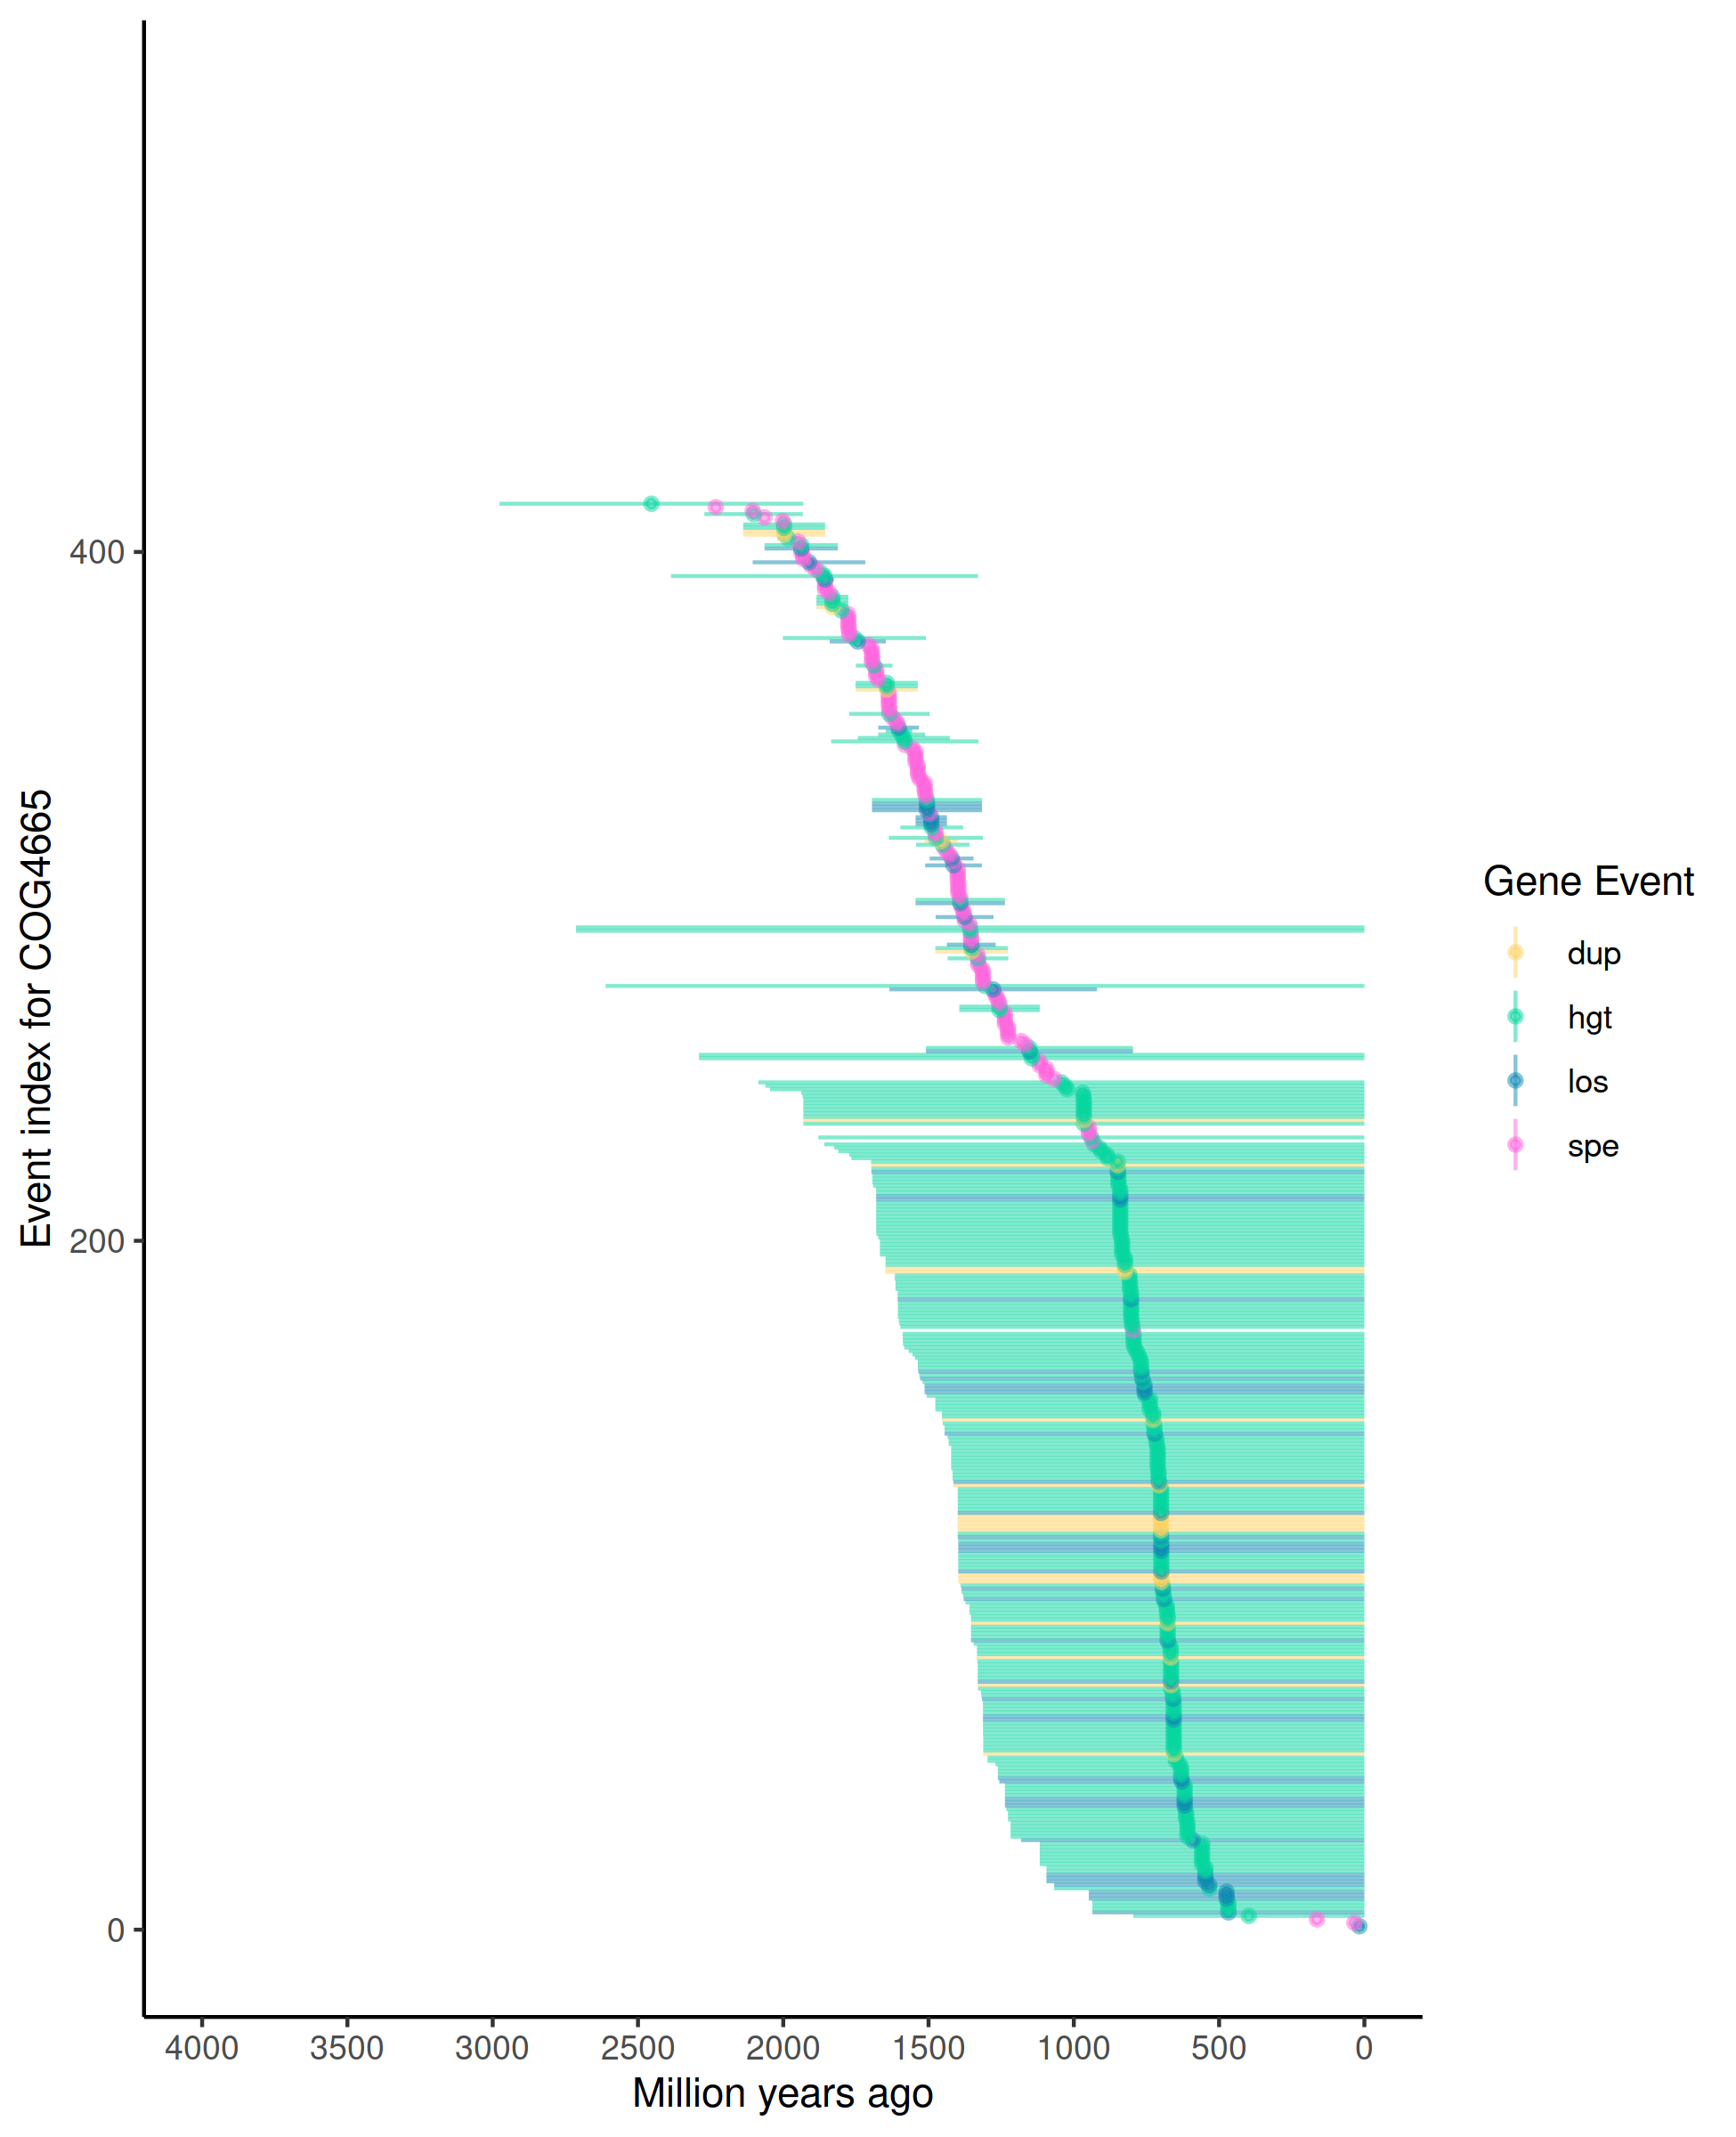 Event index for COG4665
400
200
0
4000 3500 3000 2500 2000 1500 1000 500 0
Million years ago
Gene Event
dup
hgt
los
spe